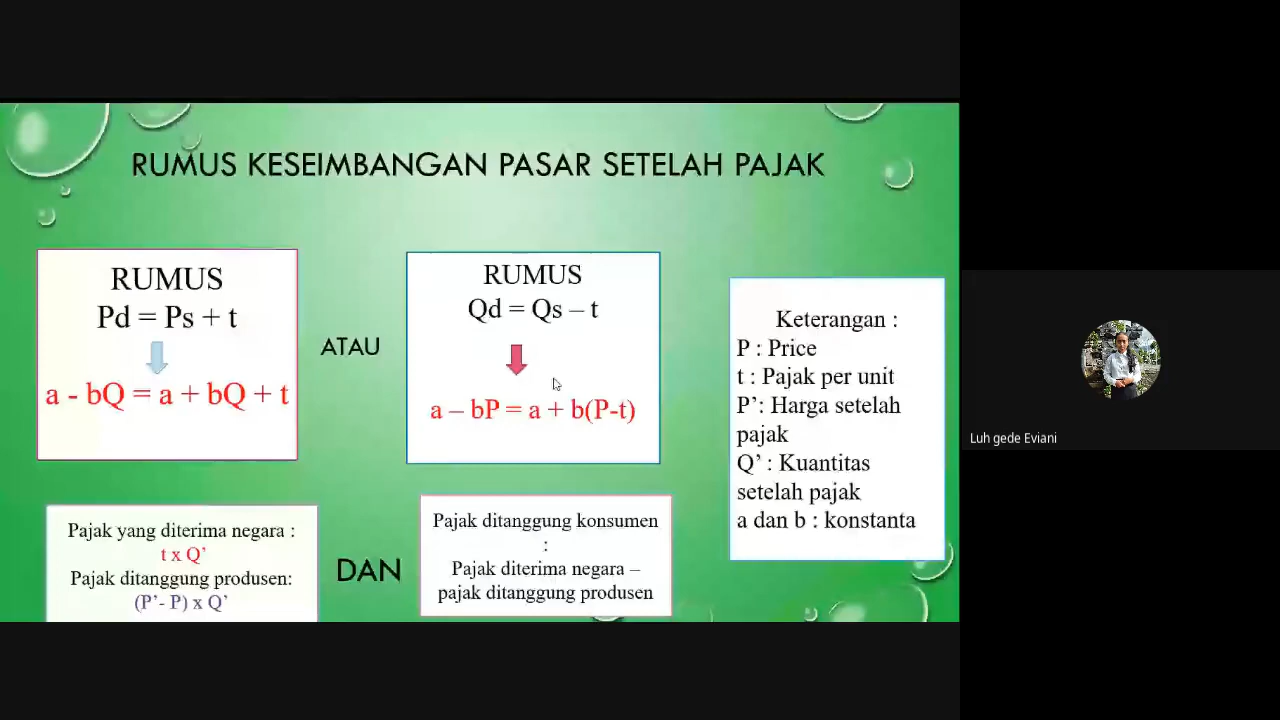 RUMUS KESEIMBANGAN PASAR SETELAH PAJAK
RUMUS
Pd = Ps + t
a - bQ = a + bQ + t
ATAU
RUMUS
Qd = Qs – t
a – bP = a + b(P-t)
Keterangan :
P : Price
t : Pajak per unit
P’: Harga setelah
pajak
Q’ : Kuantitas
setelah pajak
a dan b : konstanta
Pajak yang diterima negara :
t x Q’
Pajak ditanggung produsen:
(P’- P) x Q’
DAN
Pajak ditanggung konsumen
:
Pajak diterima negara –
pajak ditanggung produsen
Luh gede Eviani